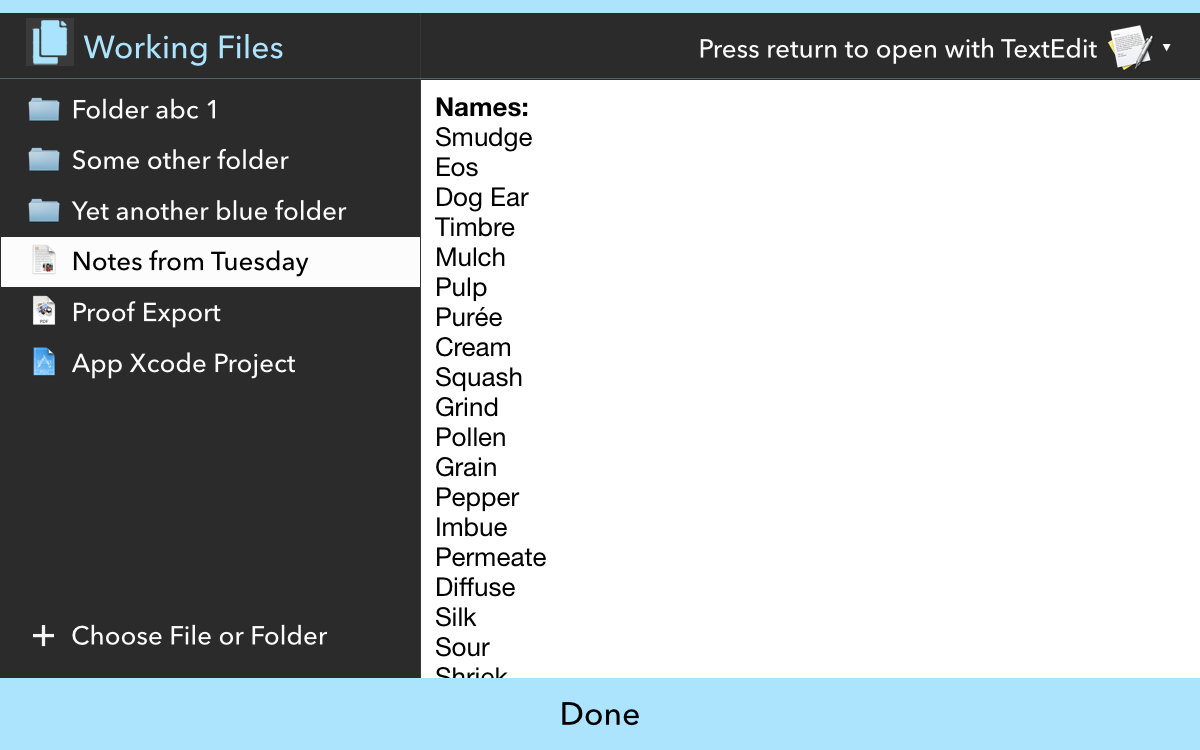 Working Files
Press return to open with TextEdit
Folder abc 1
Some other folder
Yet another blue folder
Notes from Tuesday
Proof Export
App Xcode Project
Choose File or Folder
Names:
Smudge
Eos
Dog Ear
Timbre
Mulch
Pulp
Purée
Cream
Squash
Grind
Pollen
Grain
Pepper
Imbue
Permeate
Diffuse
Silk
Sour
Shriek
Done